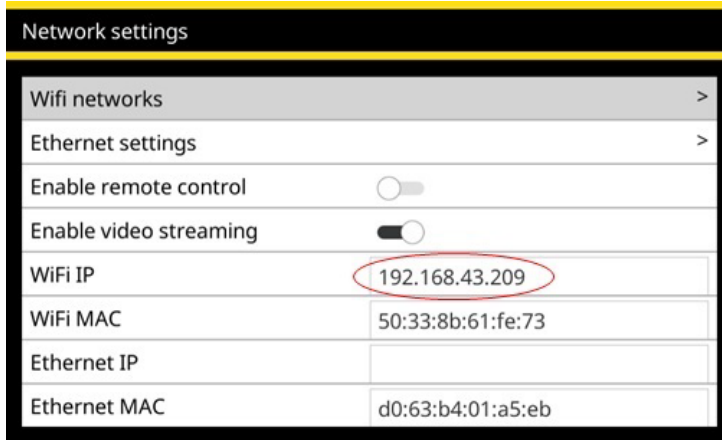 Network settings
Wifi networks >
Ethernet settings >
Enable remote control
Enable video streaming
WiFi IP 192.168.43.209
WiFi MAC 50:33:8b:61:fe:73
Ethernet IP
Ethernet MAC d0:63:b4:01:a5:eb